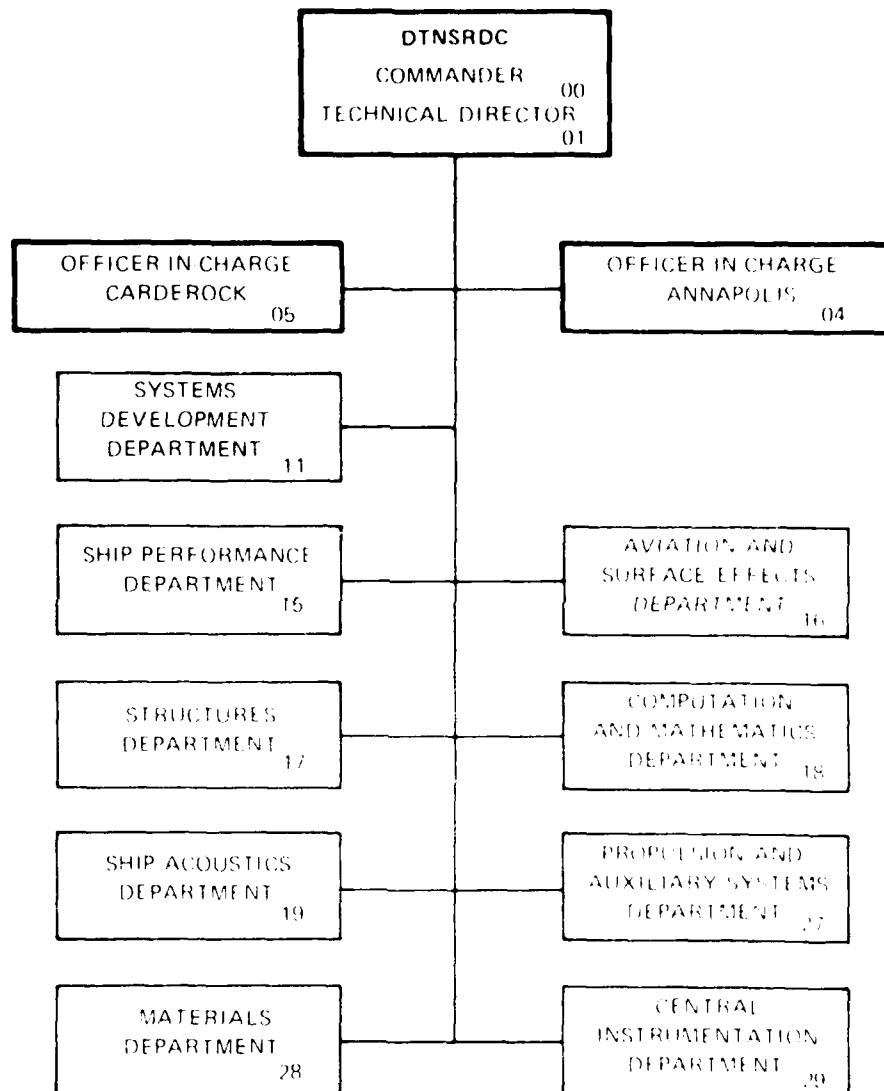 DTNSRDC
COMMANDER
00
TECHNICAL DIRECTOR
01
OFFICER IN CHARGE
CARDEROCK
05
OFFICER IN CHARGE
ANNAPOLIS
04
SYSTEMS
DEVELOPMENT
DEPARTMENT
11
SHIP PERFORMANCE
DEPARTMENT
15
AVIATION AND
SURFACE EFFECTS
DEPARTMENT
16
STRUCTURES
DEPARTMENT
17
COMPUTATION
AND MATHEMATICS
DEPARTMENT
18
SHIP ACOUSTICS
DEPARTMENT
19
PROPULSION AND
AUXILIARY SYSTEMS
DEPARTMENT
27
MATERIALS
DEPARTMENT
28
CENTRAL
INSTRUMENTATION
DEPARTMENT
29